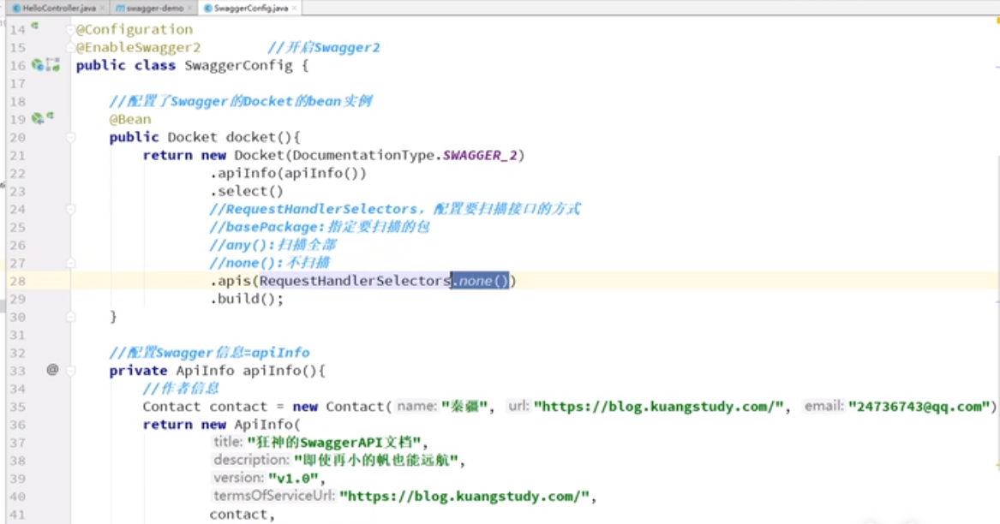 HelloController.java × swagger-demo × SwaggerConfig.java ×
14 @Configuration
15 @EnableSwagger2 //开启Swagger2
16 public class SwaggerConfig {
17
18 //配置了Swagger的Docket的bean实例
19 @Bean
20 public Docket docket(){
21 return new Docket(DocumentationType.SWAGGER_2)
22 .apiInfo(apiInfo())
23 .select()
24 //RequestHandlerSelectors, 配置要扫描接口的方式
25 //basePackage:指定要扫描的包
26 //any():扫描全部
27 //none():不扫描
28 .apis(RequestHandlerSelectors.none())
29 .build();
30 }
31
32 //配置Swagger信息=apiInfo
33 @ private ApiInfo apiInfo(){
34 //作者信息
35 Contact contact = new Contact( name: "秦疆", url: "https://blog.kuangstudy.com/", email: "24736743@qq.com")
36 return new ApiInfo(
37 title: "狂神的SwaggerAPI文档",
38 description: "即使再小的帆也能远航",
39 version: "v1.0",
40 termsOfServiceUrl: "https://blog.kuangstudy.com/",
41 contact,